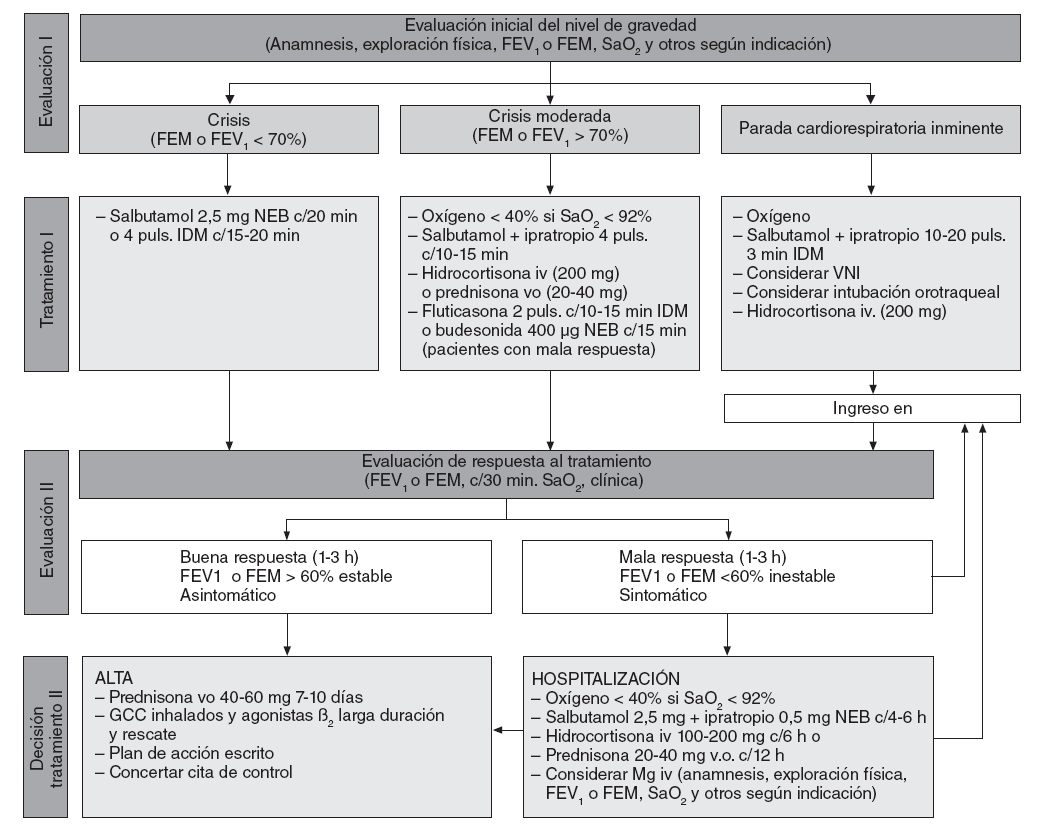 Evaluación I
Evaluación inicial del nivel de gravedad
(Anamnesis, exploración física, FEV1 o FEM, SaO2 y otros según indicación)
Crisis
(FEM o FEV1 < 70%)
Crisis moderada
(FEM o FEV1 > 70%)
Parada cardiorespiratoria inminente
Tratamiento I
– Salbutamol 2,5 mg NEB c/20 min
o 4 puls. IDM c/15-20 min
– Oxígeno < 40% si SaO2 < 92%
– Salbutamol + ipratropio 4 puls.
c/10-15 min
– Hidrocortisona iv (200 mg)
o prednisona vo (20-40 mg)
– Fluticasona 2 puls. c/10-15 min IDM
o budesonida 400 µg NEB c/15 min
(pacientes con mala respuesta)
– Oxígeno
– Salbutamol + ipratropio 10-20 puls.
3 min IDM
– Considerar VNI
– Considerar intubación orotraqueal
– Hidrocortisona iv. (200 mg)
Ingreso en
Evaluación II
Evaluación de respuesta al tratamiento
(FEV1 o FEM, c/30 min. SaO2, clínica)
Buena respuesta (1-3 h)
FEV1 o FEM > 60% estable
Asintomático
Mala respuesta (1-3 h)
FEV1 o FEM <60% inestable
Sintomático
Decisión
tratamiento II
ALTA
– Prednisona vo 40-60 mg 7-10 días
– GCC inhalados y agonistas ß2 larga duración
y rescate
– Plan de acción escrito
– Concertar cita de control
HOSPITALIZACIÓN
– Oxígeno < 40% si SaO2 < 92%
– Salbutamol 2,5 mg + ipratropio 0,5 mg NEB c/4-6 h
– Hidrocortisona iv 100-200 mg c/6 h o
– Prednisona 20-40 mg v.o. c/12 h
– Considerar Mg iv (anamnesis, exploración física,
FEV1 o FEM, SaO2 y otros según indicación)